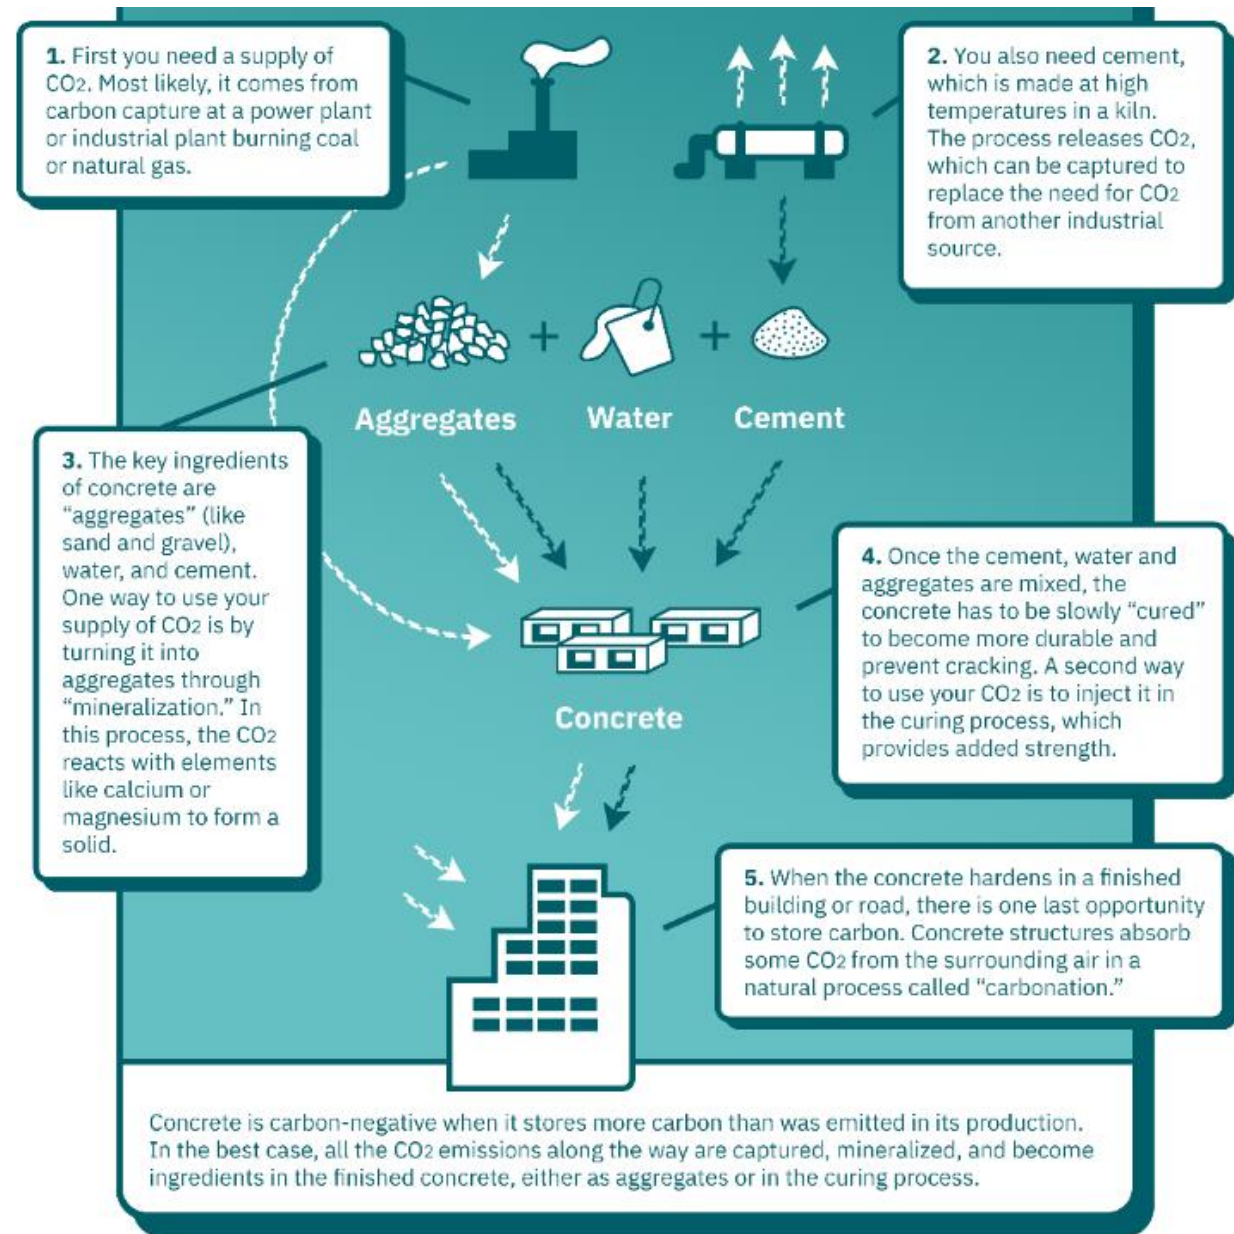 1. First you need a supply of
CO2. Most likely, it comes from
carbon capture at a power plant
or industrial plant burning coal
or natural gas.
2. You also need cement,
which is made at high
temperatures in a kiln.
The process releases CO2,
which can be captured to
replace the need for CO2
from another industrial
source.
+
+
Aggregates
Water
Cement
3. The key ingredients
of concrete are
“aggregates” (like
sand and gravel),
water, and cement.
One way to use your
supply of CO2 is by
turning it into
aggregates through
“mineralization.” In
this process, the CO2
reacts with elements
like calcium or
magnesium to form a
solid.
4. Once the cement, water and
aggregates are mixed, the
concrete has to be slowly “cured”
to become more durable and
prevent cracking. A second way
to use your CO2 is to inject it in
the curing process, which
provides added strength.
Concrete
5. When the concrete hardens in a finished
building or road, there is one last opportunity
to store carbon. Concrete structures absorb
some CO2 from the surrounding air in a
natural process called “carbonation.”
Concrete is carbon-negative when it stores more carbon than was emitted in its production.
In the best case, all the CO2 emissions along the way are captured, mineralized, and become
ingredients in the finished concrete, either as aggregates or in the curing process.